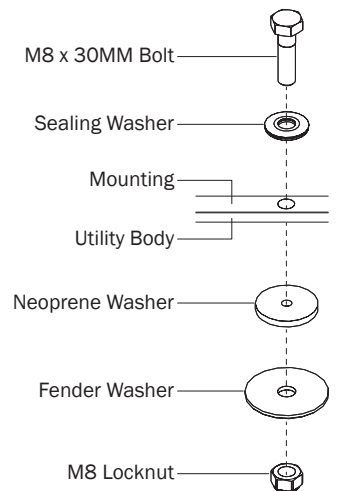 M8 x 30MM Bolt
Sealing Washer
Mounting
Utility Body
Neoprene Washer
Fender Washer
M8 Locknut